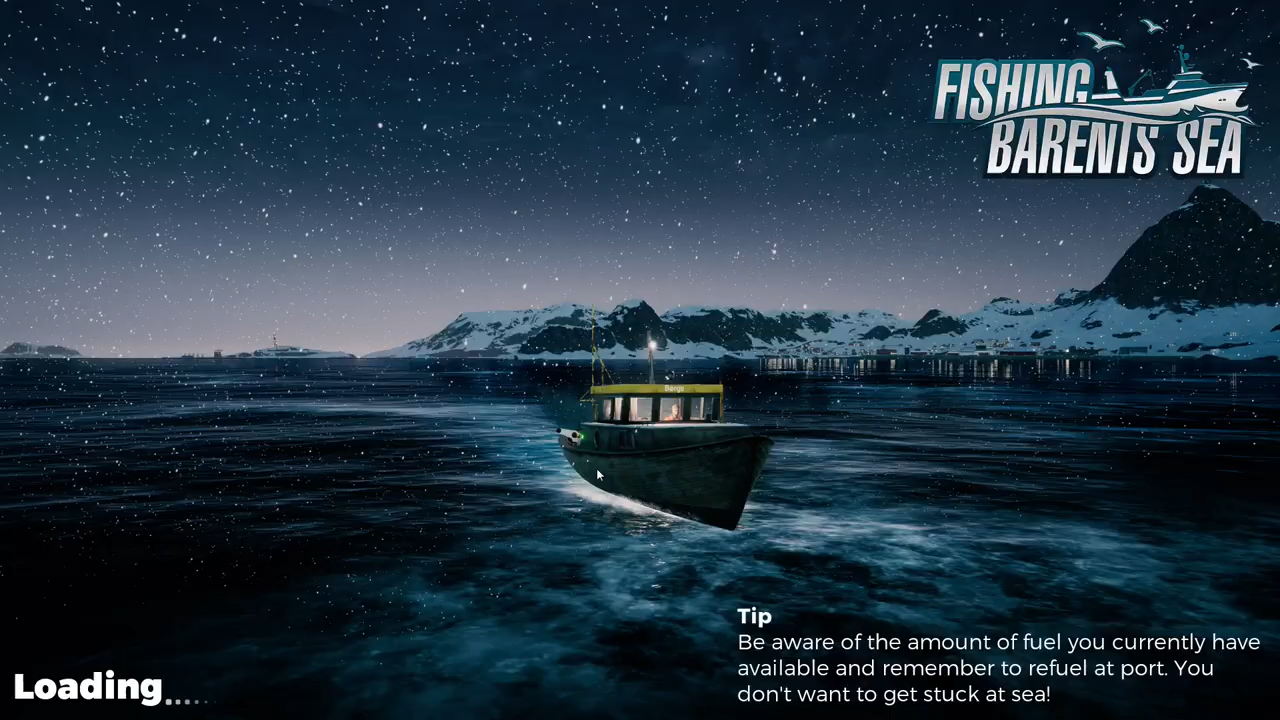 FISHING
BARENTS SEA
Børge
Tip
Be aware of the amount of fuel you currently have
available and remember to refuel at port. You
don't want to get stuck at sea!
Loading.....